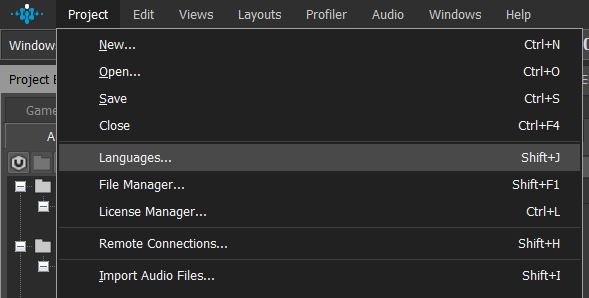 Project Edit Views Layouts Profiler Audio Windows Help
Window
New... Ctrl+N
Open... Ctrl+O
Project E
Save Ctrl+S
Game
Close Ctrl+F4
A
Languages... Shift+J
File Manager... Shift+F1
License Manager... Ctrl+L
Remote Connections... Shift+H
Import Audio Files... Shift+I